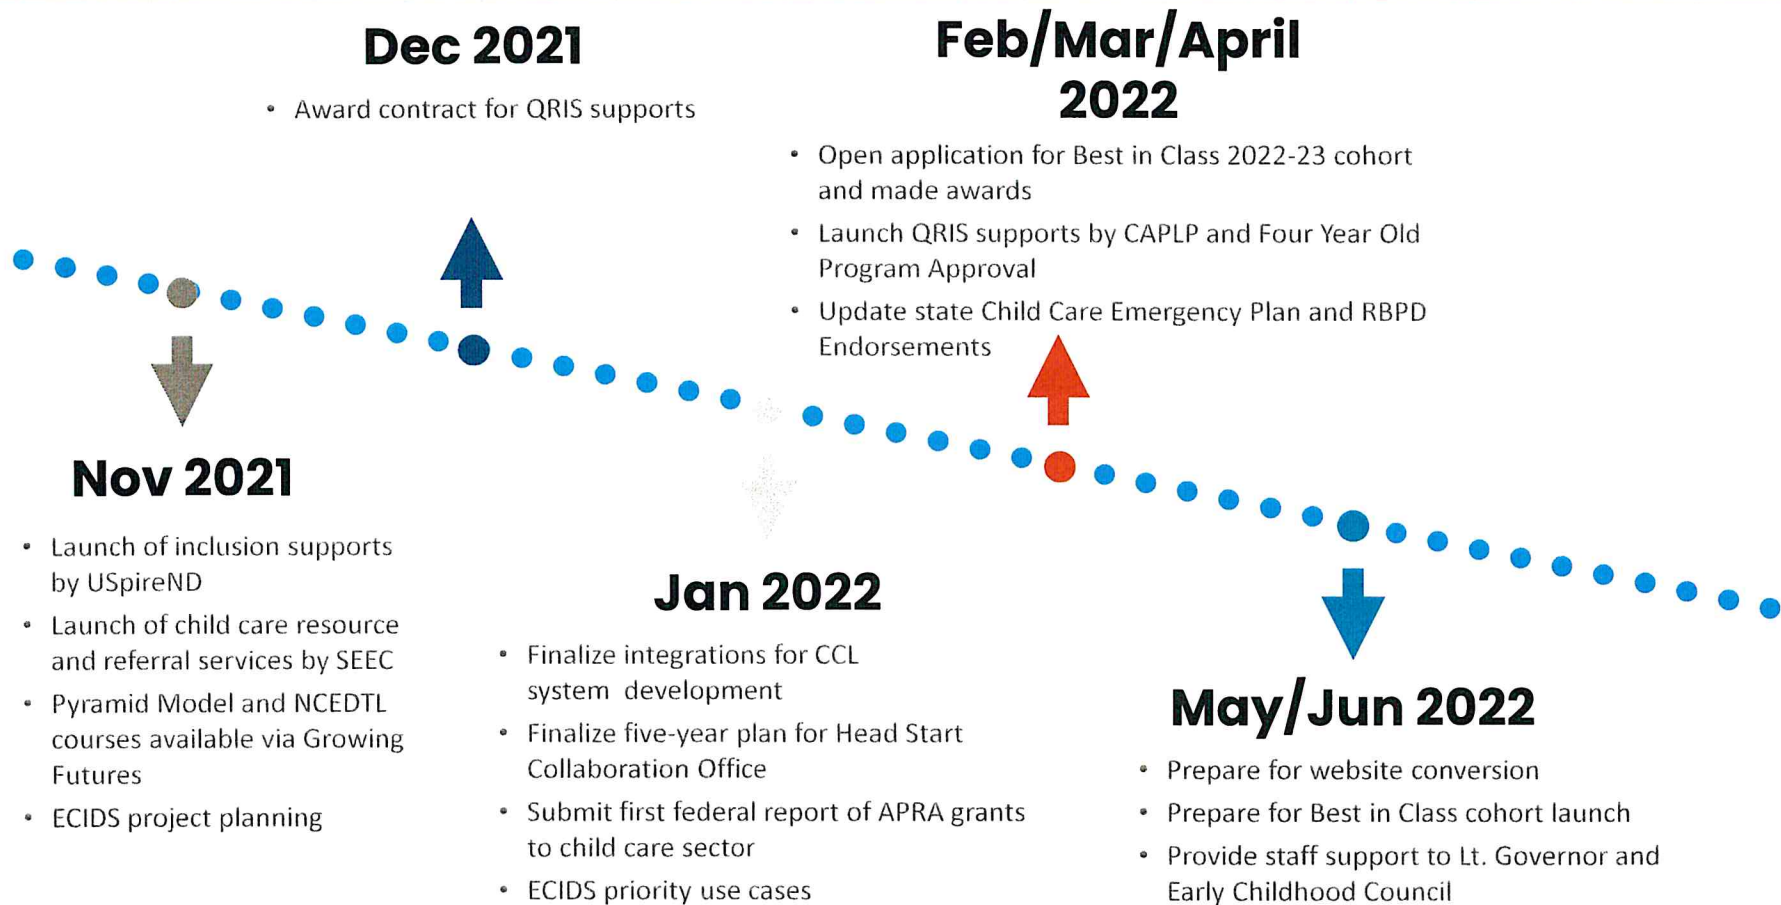 Dec 2021
• Award contract for QRIS supports
Feb/Mar/April
2022
• Open application for Best in Class 2022-23 cohort
and made awards
• Launch QRIS supports by CAPLP and Four Year Old
Program Approval
• Update state Child Care Emergency Plan and RBPD
Endorsements
Nov 2021
• Launch of inclusion supports
by USpireND
• Launch of child care resource
and referral services by SEEC
• Pyramid Model and NCEDTL
courses available via Growing
Futures
• ECIDS project planning
Jan 2022
• Finalize integrations for CCL
system development
• Finalize five-year plan for Head Start
Collaboration Office
• Submit first federal report of APRA grants
to child care sector
• ECIDS priority use cases
May/Jun 2022
• Prepare for website conversion
• Prepare for Best in Class cohort launch
• Provide staff support to Lt. Governor and
Early Childhood Council